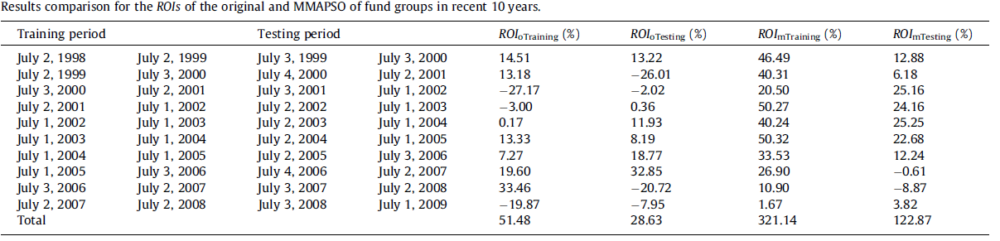 Results comparison for the ROIs of the original and MMAPSO of fund groups in recent 10 years.
Training period Testing period ROIoTraining (%) ROIoTesting (%) ROImTraining (%) ROImTesting (%)
July 2, 1998 July 2, 1999 July 3, 1999 July 3, 2000 14.51 13.22 46.49 12.88
July 2, 1999 July 3, 2000 July 4, 2000 July 2, 2001 13.18 −26.01 40.31 6.18
July 3, 2000 July 2, 2001 July 3, 2001 July 1, 2002 −27.17 −2.02 20.50 25.16
July 2, 2001 July 1, 2002 July 2, 2002 July 1, 2003 −3.00 0.36 50.27 24.16
July 1, 2002 July 1, 2003 July 2, 2003 July 1, 2004 0.17 11.93 40.24 25.25
July 1, 2003 July 1, 2004 July 2, 2004 July 1, 2005 13.33 8.19 50.32 22.68
July 1, 2004 July 1, 2005 July 2, 2005 July 3, 2006 7.27 18.77 33.53 12.24
July 1, 2005 July 3, 2006 July 4, 2006 July 2, 2007 19.60 32.85 26.90 −0.61
July 3, 2006 July 2, 2007 July 3, 2007 July 2, 2008 33.46 −20.72 10.90 −8.87
July 2, 2007 July 2, 2008 July 3, 2008 July 1, 2009 −19.87 −7.95 1.67 3.82
Total 51.48 28.63 321.14 122.87